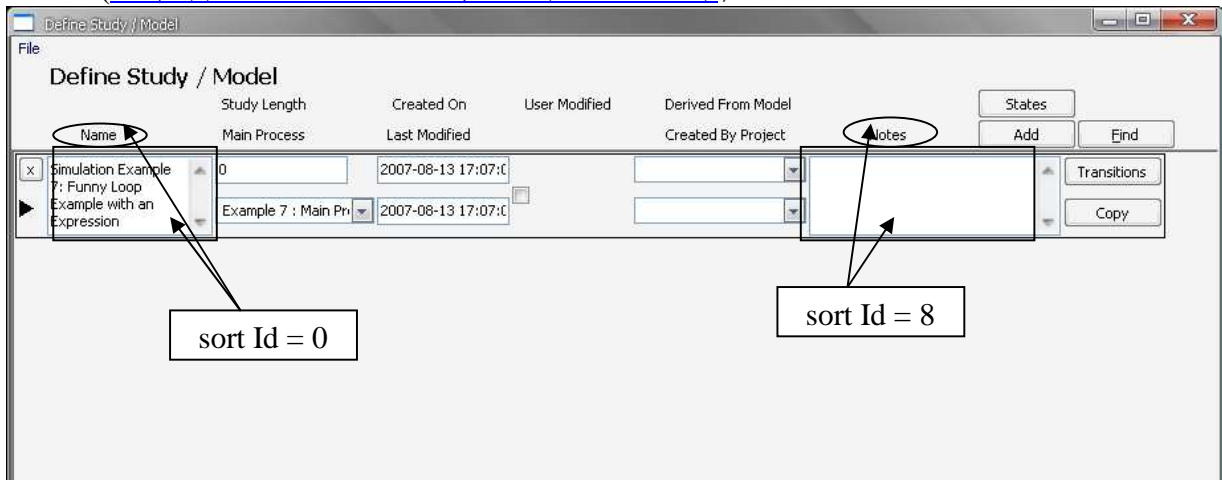 Define Study / Model
File
Define Study / Model
Study Length Created On User Modified Derived From Model States
Name Main Process Last Modified Created By Project Notes Add Find
x Simulation Example 0 2007-08-13 17:07:0 Transitions
7: Funny Loop
Example with an Example 7 : Main Pr 2007-08-13 17:07:0 Copy
Expression
sort Id = 0
sort Id = 8